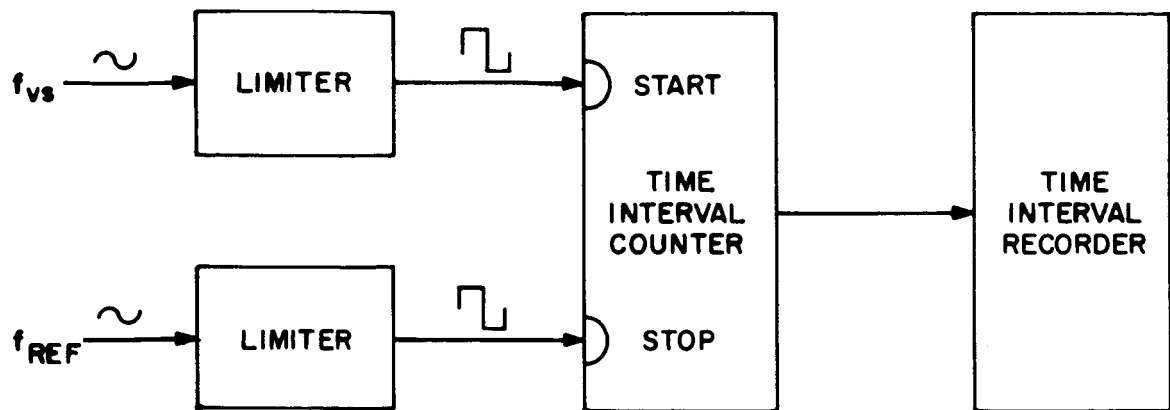 f_vs
LIMITER
START
TIME
INTERVAL
COUNTER
TIME
INTERVAL
RECORDER
f_REF
LIMITER
STOP